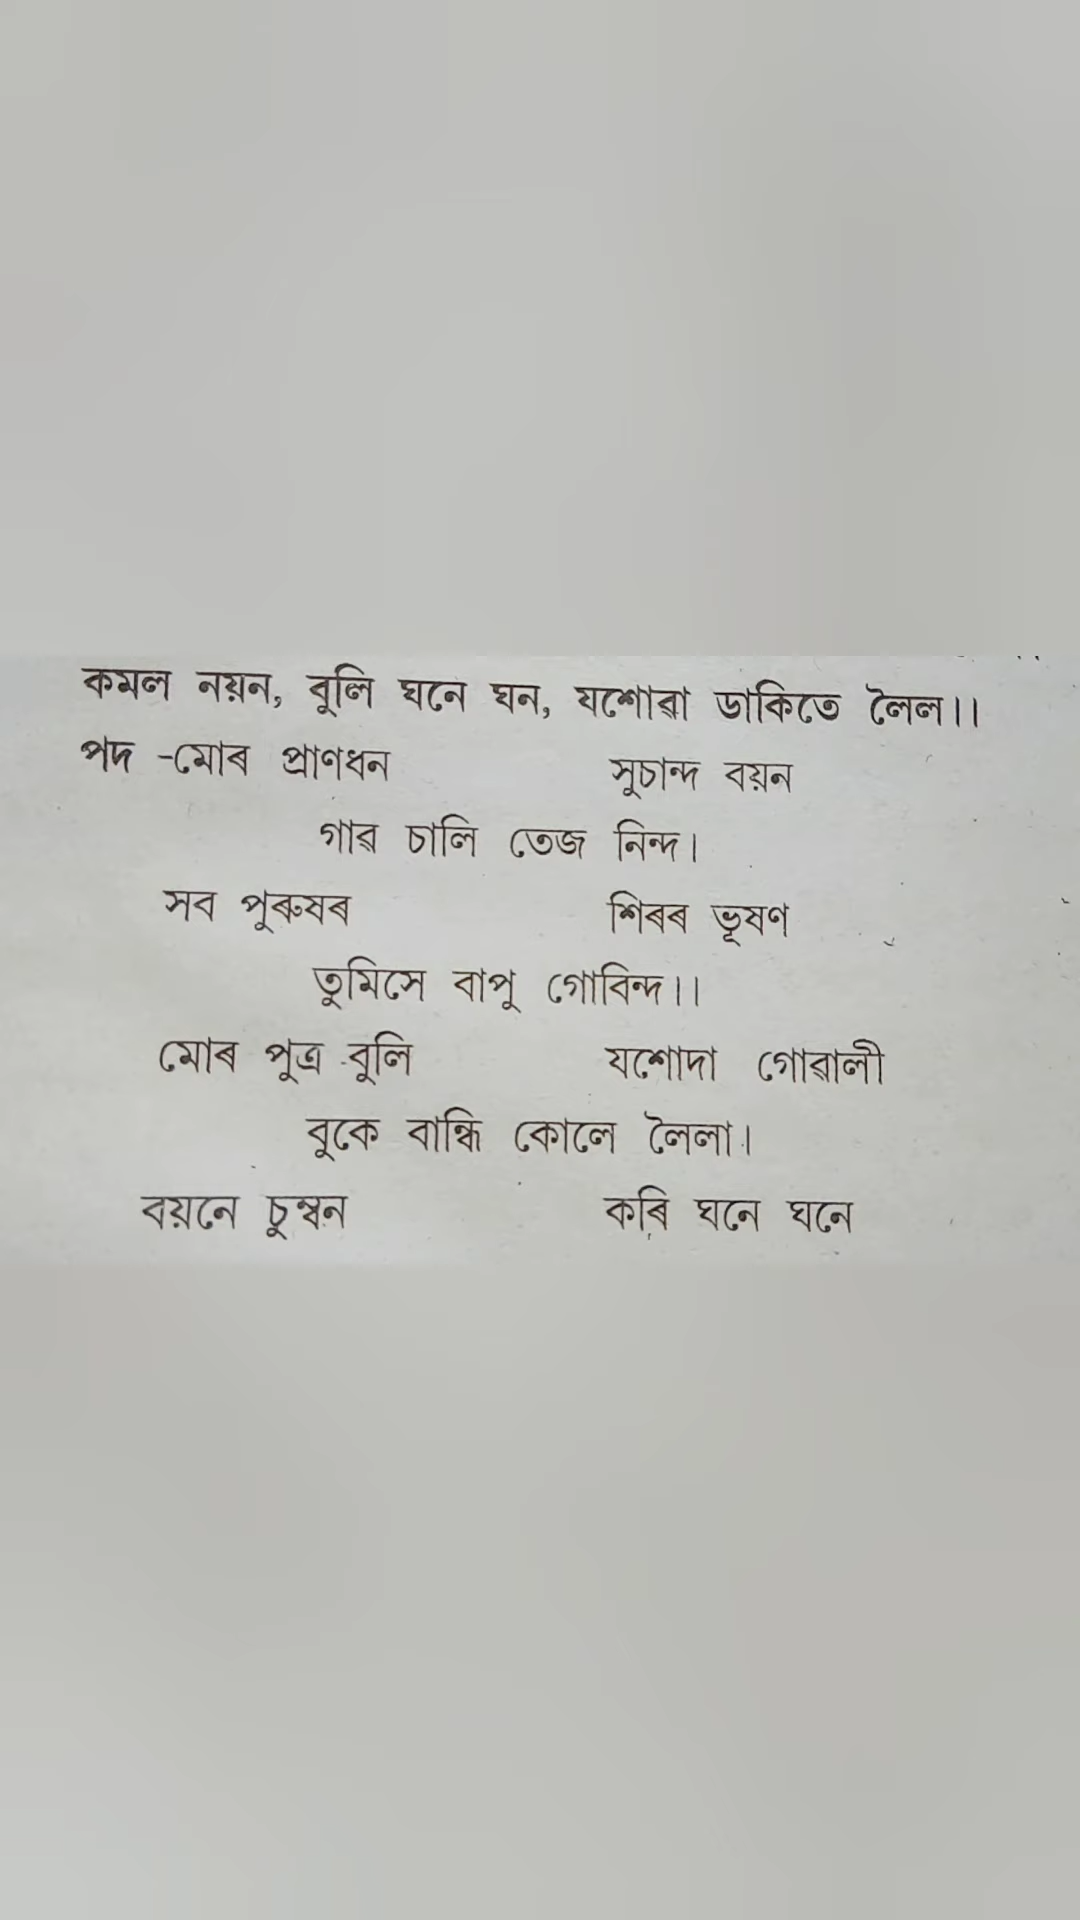 কমল নয়ন, বুলি ঘনে ঘন, যশোৱা ডাকিতে লৈল।।
পদ -মোৰ প্ৰাণধন সুচান্দ বয়ন
গাৱ চালি তেজ নিন্দ।
সব পুৰুষৰ শিৰৰ ভূষণ
তুমিসে বাপু গোবিন্দ।।
মোৰ পুত্ৰ বুলি যশোদা গোৱালী
বুকে বান্ধি কোলে লৈলা।
বয়নে চুম্বন কৰি ঘনে ঘনে